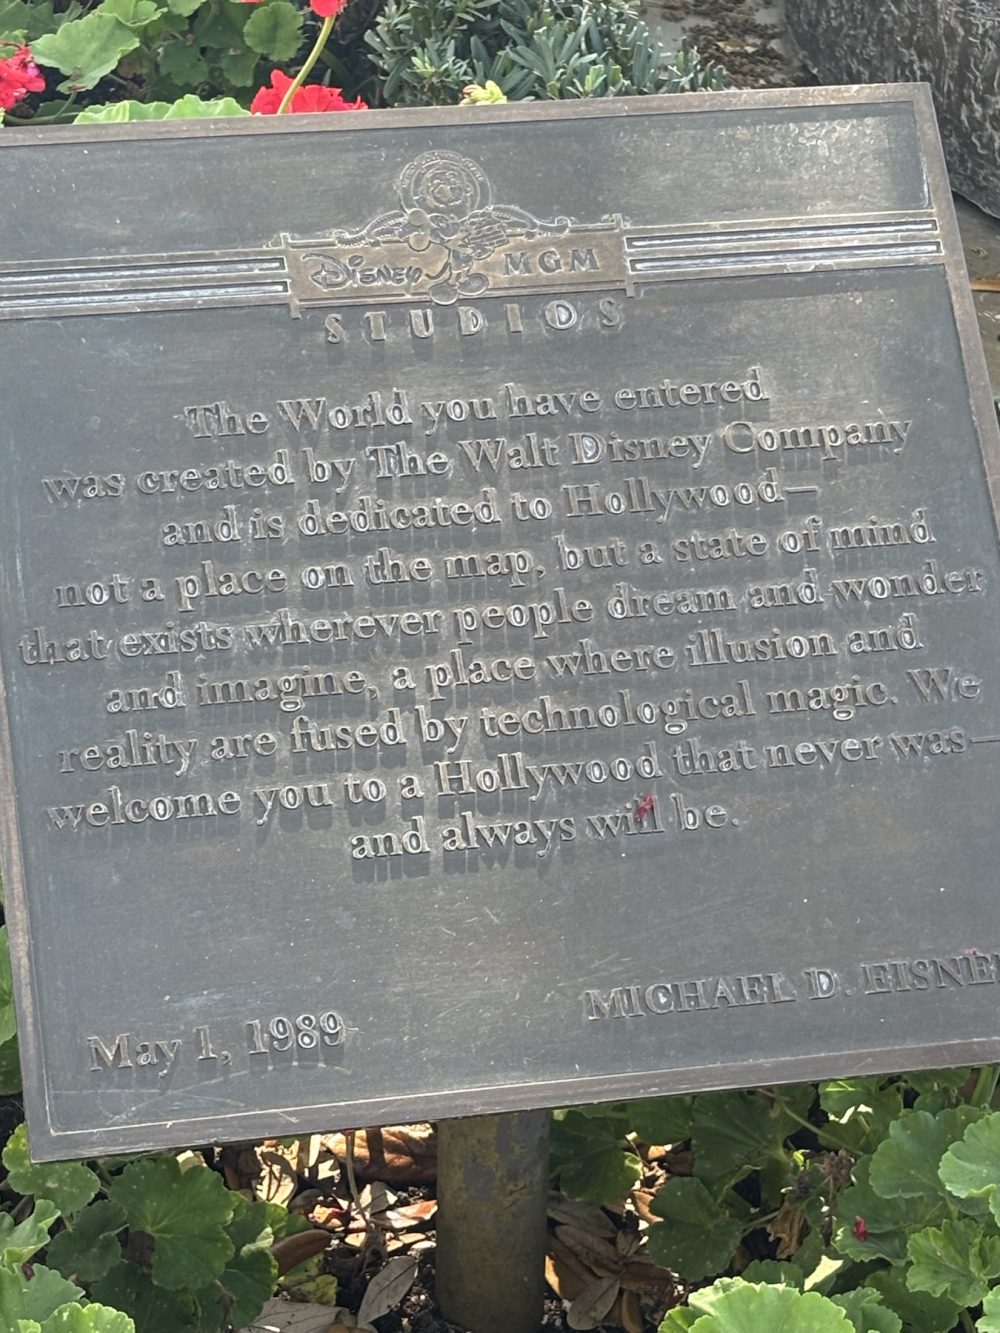 Disney MGM
STUDIOS
The World you have entered
was created by The Walt Disney Company
and is dedicated to Hollywood—
not a place on the map, but a state of mind
that exists wherever people dream and wonder
and imagine, a place where illusion and
reality are fused by technological magic. We
welcome you to a Hollywood that never was—
and always will be.
MICHAEL D. EISNE
May 1, 1989